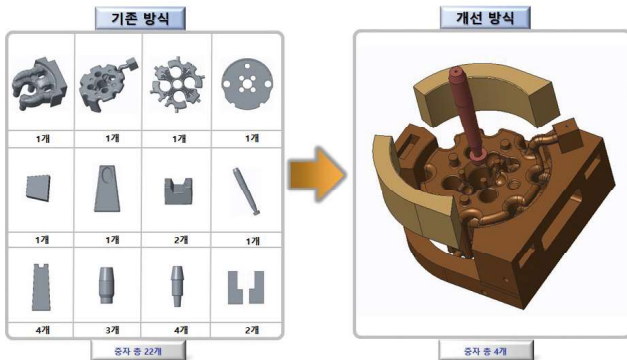 기존 방식
개선 방식
1개 1개 1개 1개
1개 1개 2개 1개
4개 3개 4개 2개
중자 총 22개
중자 총 4개